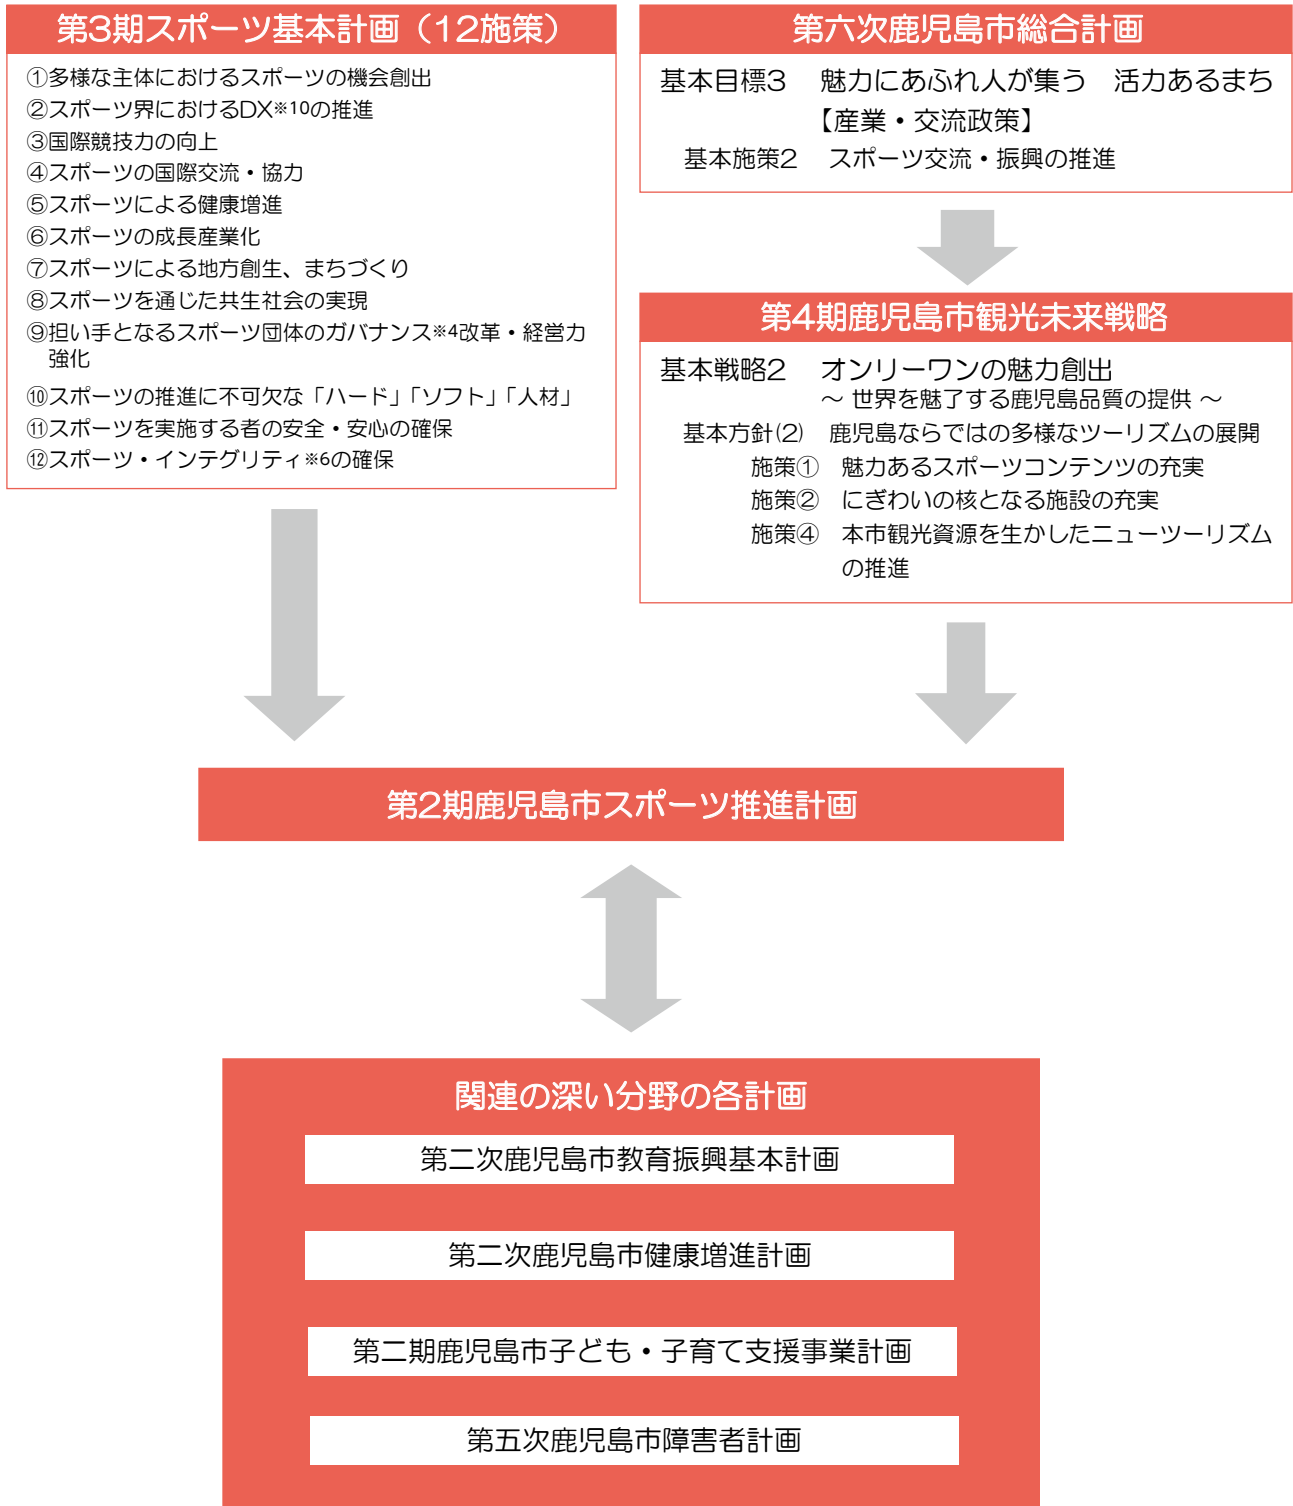 第3期スポーツ基本計画（12施策）
①多様な主体におけるスポーツの機会創出
②スポーツ界におけるDX※10の推進
③国際競技力の向上
④スポーツの国際交流・協力
⑤スポーツによる健康増進
⑥スポーツの成長産業化
⑦スポーツによる地方創生、まちづくり
⑧スポーツを通じた共生社会の実現
⑨担い手となるスポーツ団体のガバナンス※4改革・経営力
強化
⑩スポーツの推進に不可欠な「ハード」「ソフト」「人材」
⑪スポーツを実施する者の安全・安心の確保
⑫スポーツ・インテグリティ※6の確保
第六次鹿児島市総合計画
基本目標3　魅力にあふれ人が集う　活力あるまち
【産業・交流政策】
基本施策2　スポーツ交流・振興の推進
第4期鹿児島市観光未来戦略
基本戦略2　オンリーワンの魅力創出
～ 世界を魅了する鹿児島品質の提供 ～
基本方針(2)　鹿児島ならではの多様なツーリズムの展開
施策①　魅力あるスポーツコンテンツの充実
施策②　にぎわいの核となる施設の充実
施策④　本市観光資源を生かしたニューツーリズム
の推進
第2期鹿児島市スポーツ推進計画
関連の深い分野の各計画
第二次鹿児島市教育振興基本計画
第二次鹿児島市健康増進計画
第二期鹿児島市子ども・子育て支援事業計画
第五次鹿児島市障害者計画